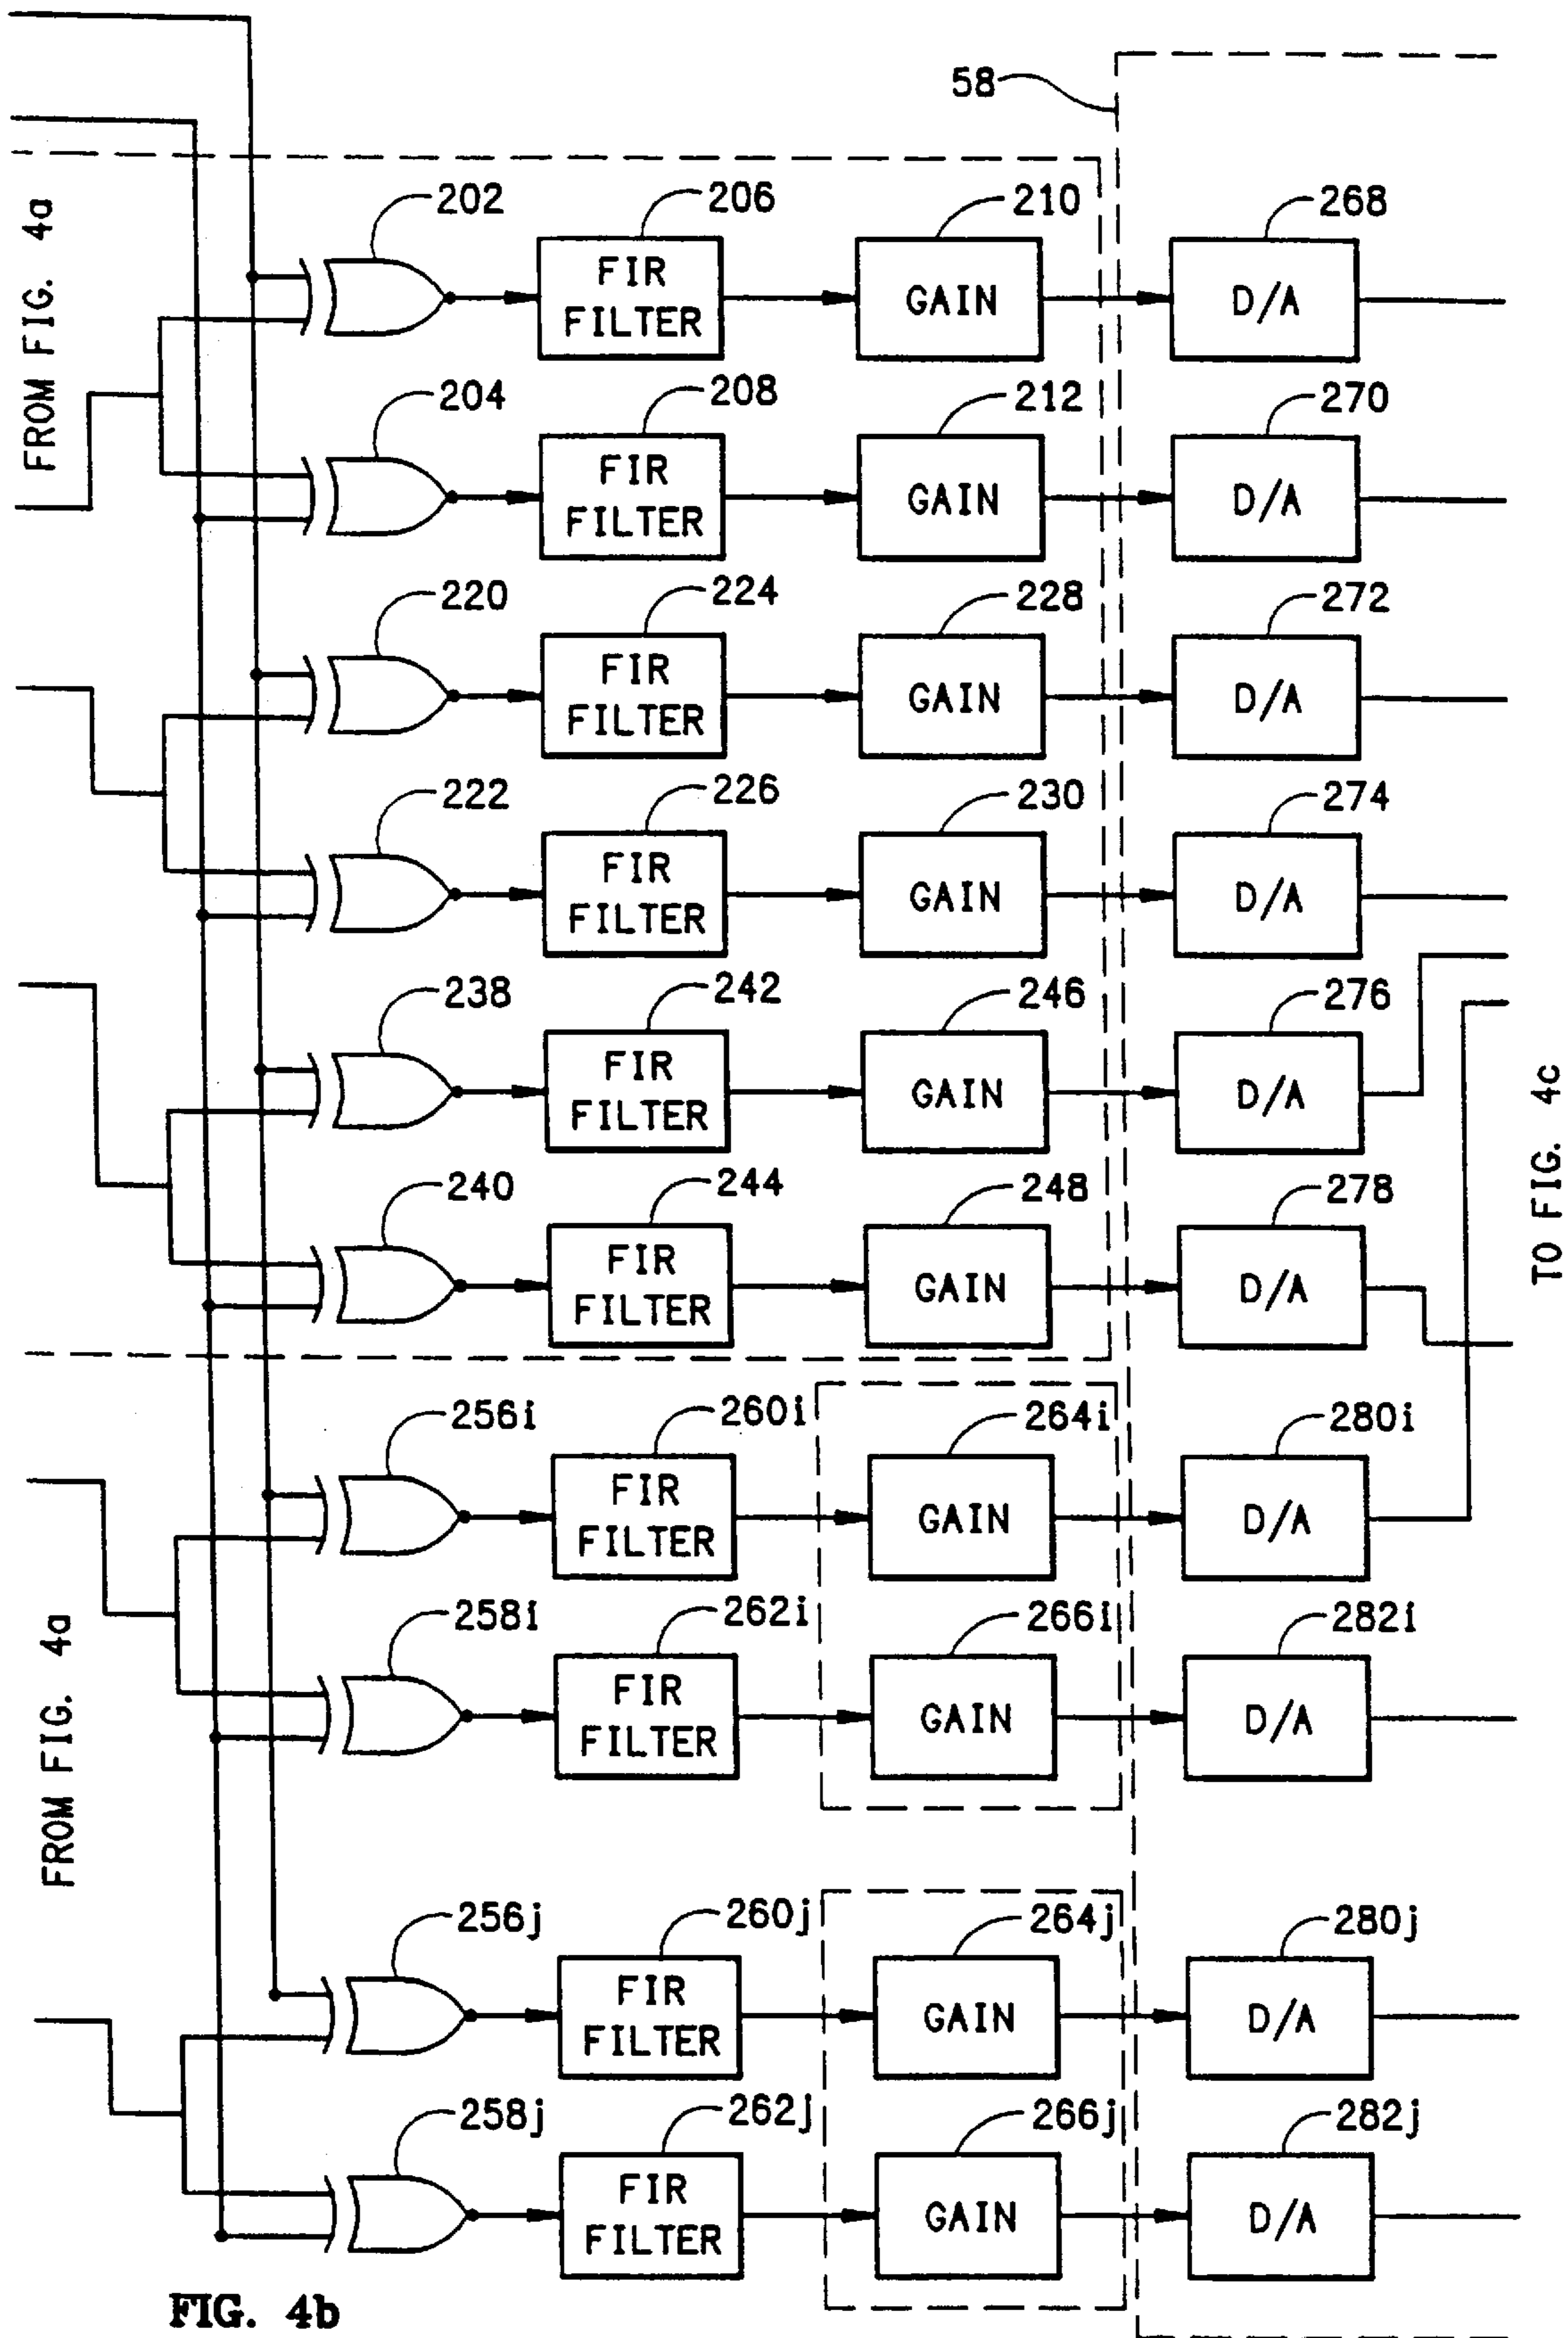 58
FROM FIG. 4a
202
206
210
268
FIR
FILTER
GAIN
D/A
204
208
212
270
FIR
FILTER
GAIN
D/A
220
224
228
272
FIR
FILTER
GAIN
D/A
222
226
230
274
FIR
FILTER
GAIN
D/A
238
242
246
276
FIR
FILTER
GAIN
D/A
TO FIG. 4c
240
244
248
278
FIR
FILTER
GAIN
D/A
256i
260i
264i
280i
FIR
FILTER
GAIN
D/A
FROM FIG. 4a
258i
262i
266i
282i
FIR
FILTER
GAIN
D/A
256j
260j
264j
280j
FIR
FILTER
GAIN
D/A
258j
262j
266j
282j
FIR
FILTER
GAIN
D/A
FIG. 4b